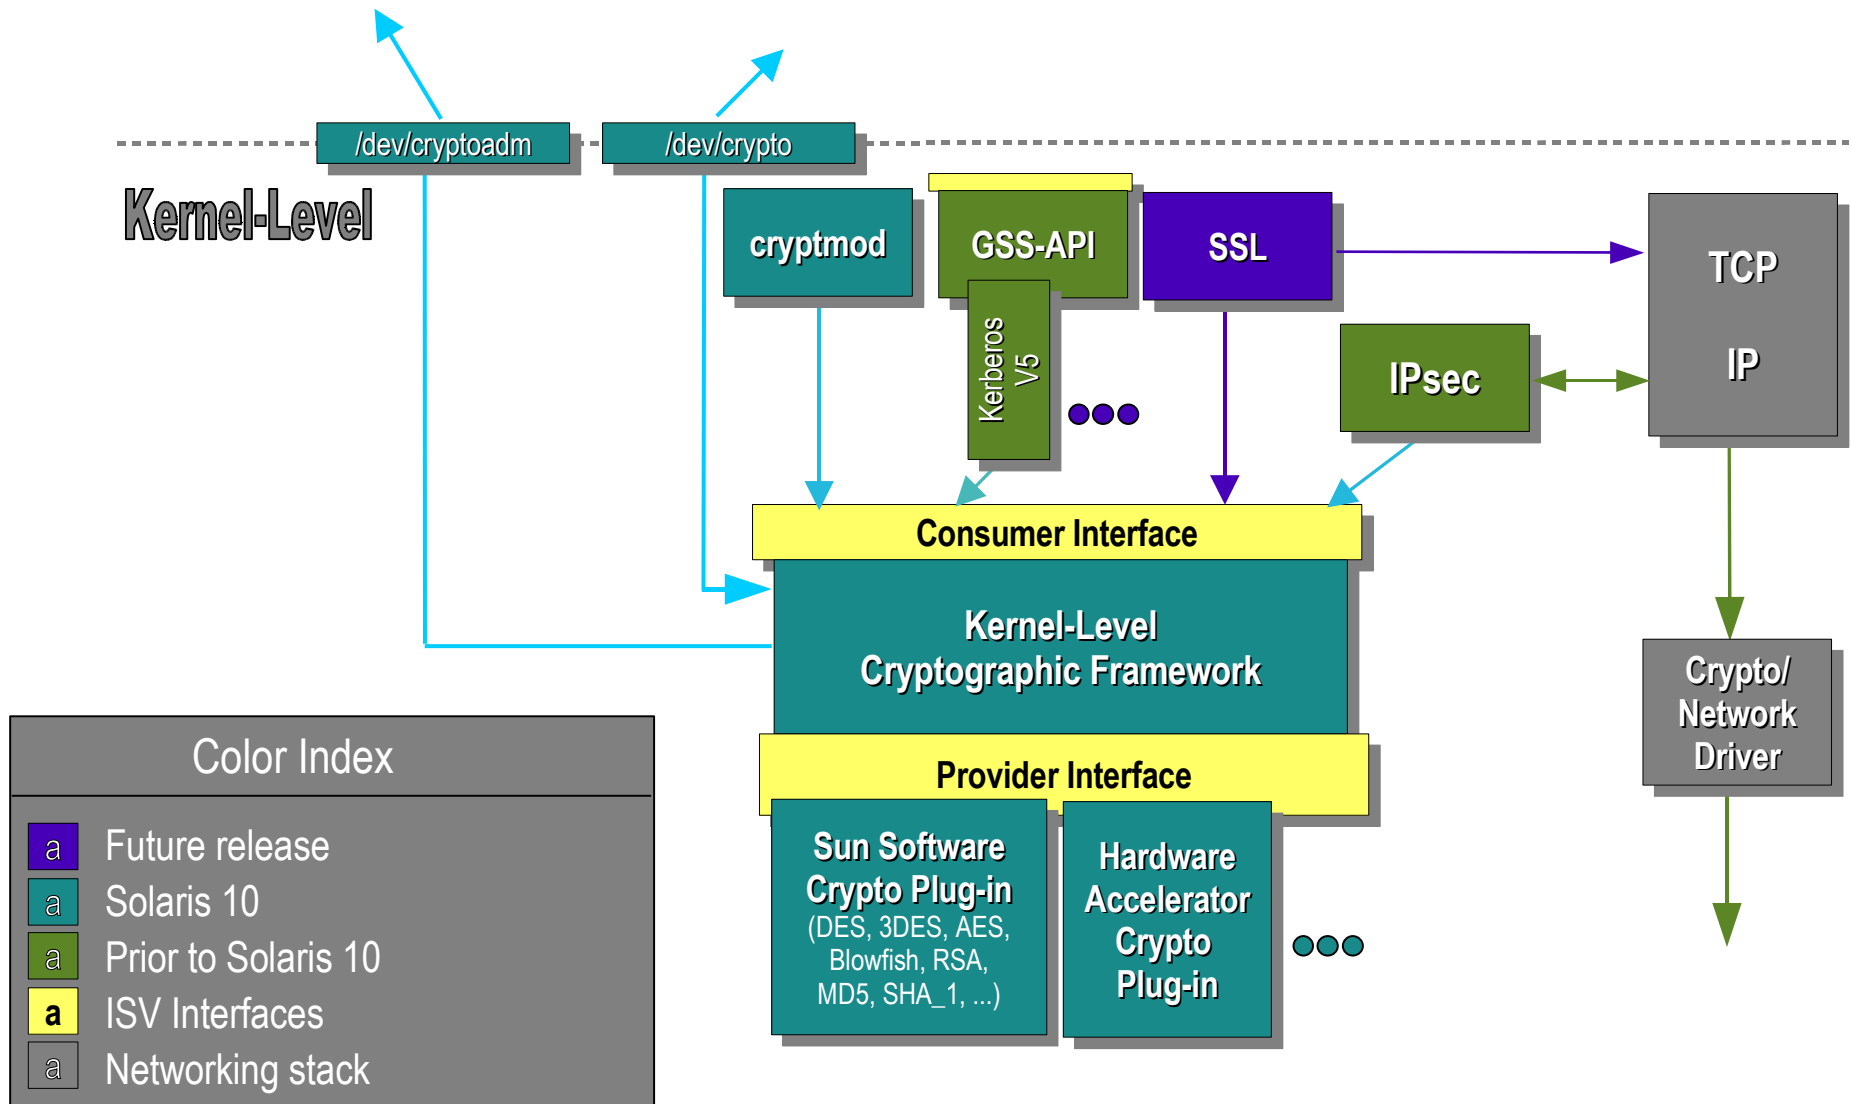 /dev/cryptoadm
/dev/crypto
Kernel-Level
cryptmod
GSS-API
SSL
TCP
IP
Kerberos
V5
IPsec
Consumer Interface
Kernel-Level
Cryptographic Framework
Provider Interface
Crypto/
Network
Driver
Sun Software
Crypto Plug-in
(DES, 3DES, AES,
Blowfish, RSA,
MD5, SHA_1, ...)
Hardware
Accelerator
Crypto
Plug-in
Color Index
a Future release
a Solaris 10
a Prior to Solaris 10
a ISV Interfaces
a Networking stack